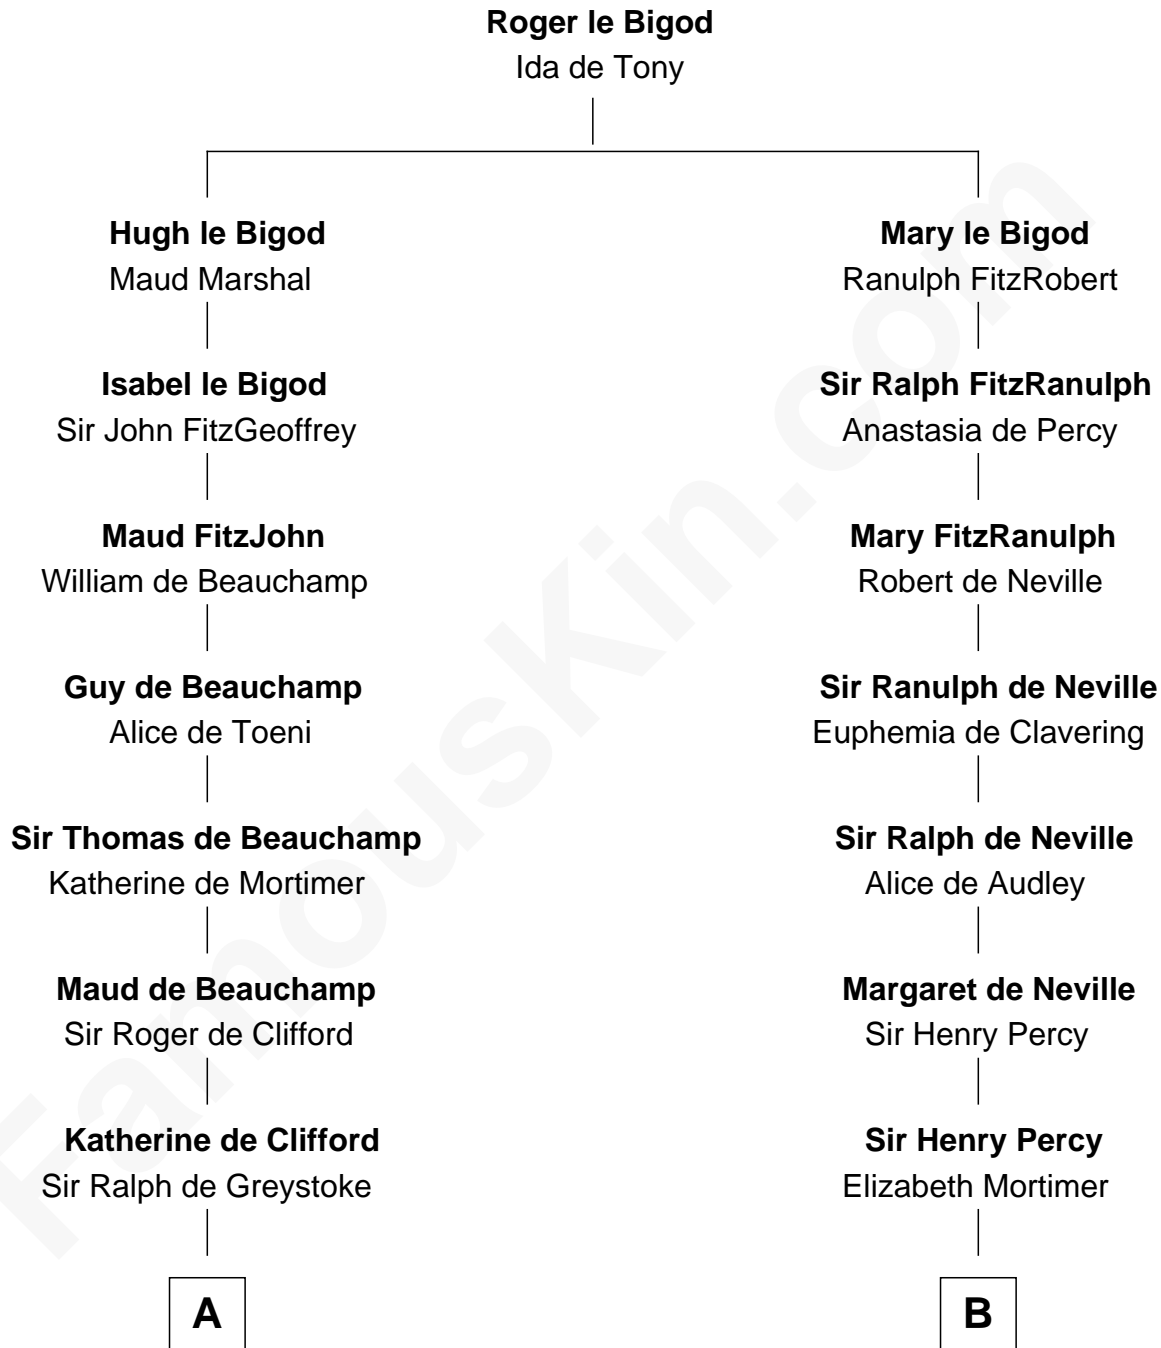 Roger le Bigod
Ida de Tony
Hugh le Bigod
Maud Marshal
Mary le Bigod
Ranulph FitzRobert
Isabel le Bigod
Sir John FitzGeoffrey
Sir Ralph FitzRanulph
Anastasia de Percy
Maud FitzJohn
William de Beauchamp
Mary FitzRanulph
Robert de Neville
Guy de Beauchamp
Alice de Toeni
Sir Ranulph de Neville
Euphemia de Clavering
Sir Thomas de Beauchamp
Katherine de Mortimer
Sir Ralph de Neville
Alice de Audley
Maud de Beauchamp
Sir Roger de Clifford
Margaret de Neville
Sir Henry Percy
Katherine de Clifford
Sir Ralph de Greystoke
Sir Henry Percy
Elizabeth Mortimer
A
B
FamousKin.com